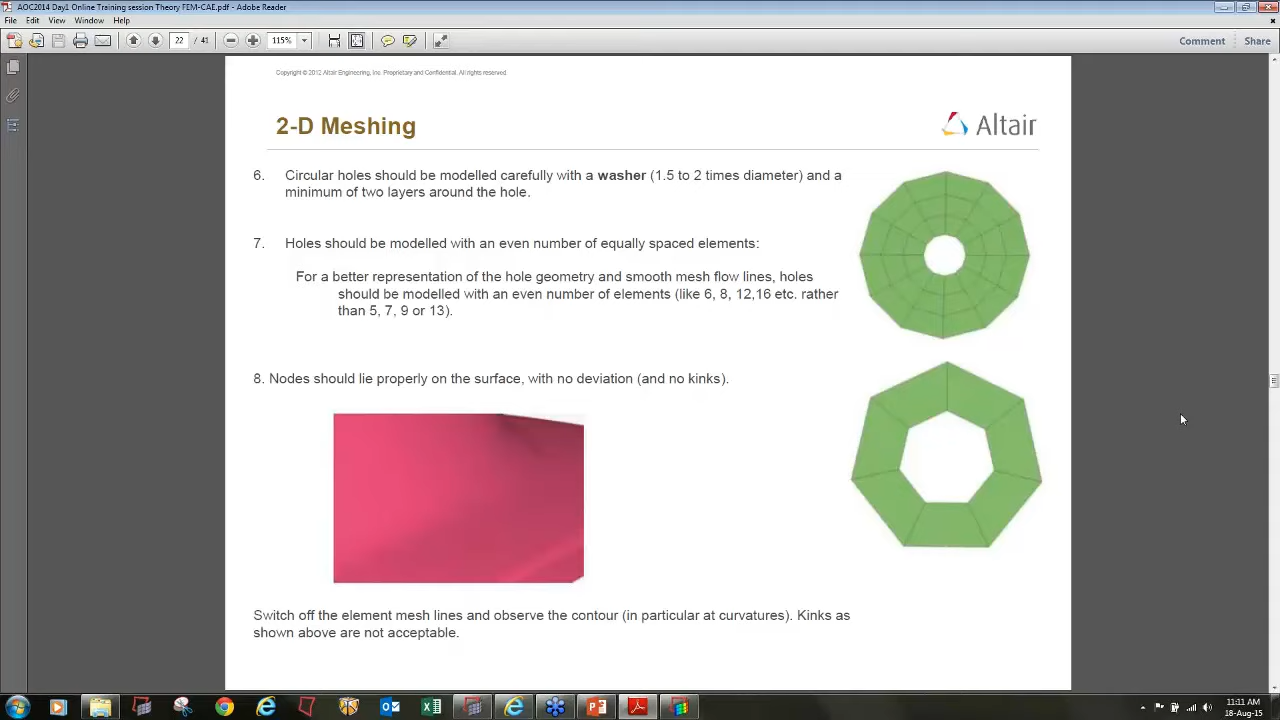 AOC2014 Day1 Online Training session Theory FEM-CAE.pdf - Adobe Reader
File Edit View Window Help
22 / 41 115% Comment Share
Copyright © 2012 Altair Engineering, Inc. Proprietary and Confidential. All rights reserved.
2-D Meshing
Altair
6. Circular holes should be modelled carefully with a washer (1.5 to 2 times diameter) and a
minimum of two layers around the hole.
7. Holes should be modelled with an even number of equally spaced elements:
For a better representation of the hole geometry and smooth mesh flow lines, holes
should be modelled with an even number of elements (like 6, 8, 12,16 etc. rather
than 5, 7, 9 or 13).
8. Nodes should lie properly on the surface, with no deviation (and no kinks).
Switch off the element mesh lines and observe the contour (in particular at curvatures). Kinks as
shown above are not acceptable.
11:11 AM
18-Aug-15